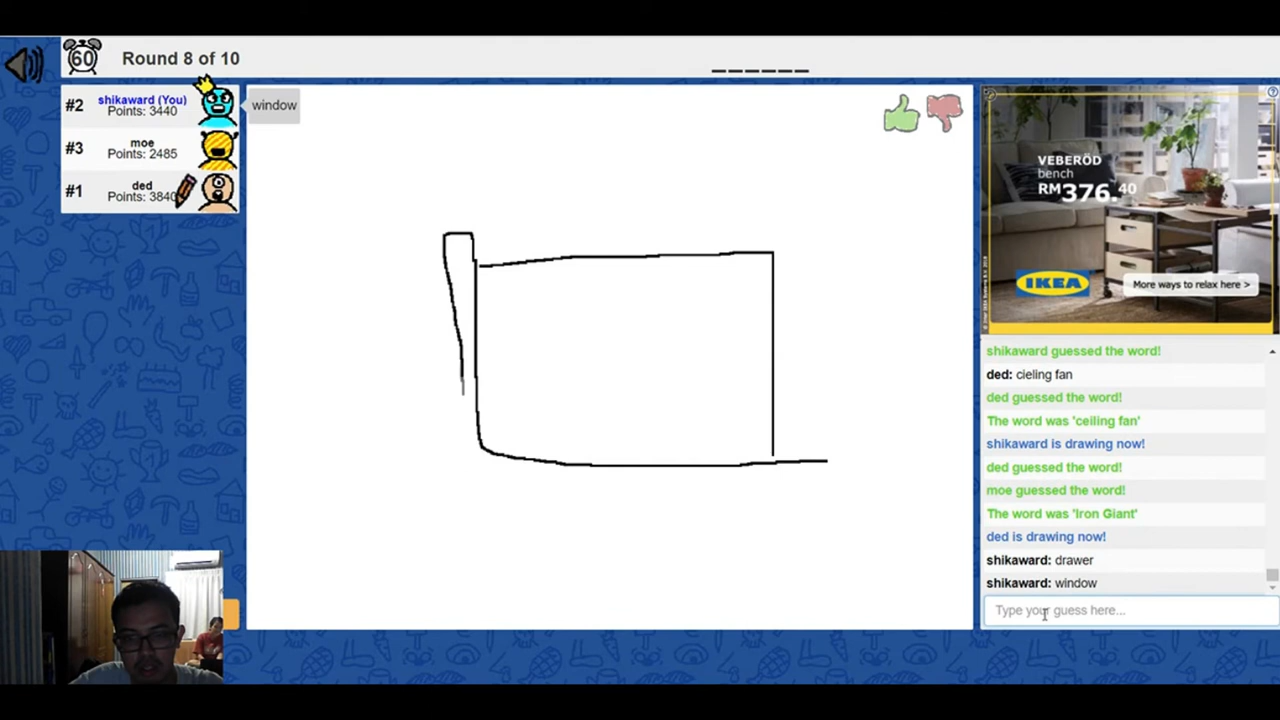 60
Round 8 of 10
______
#2
shikaward (You)
Points: 3440
window
#3
moe
Points: 2485
#1
ded
Points: 3840
VEBERÖD
bench
RM376.40
IKEA
More ways to relax here >
shikaward guessed the word!
ded: cieling fan
ded guessed the word!
The word was 'ceiling fan'
shikaward is drawing now!
ded guessed the word!
moe guessed the word!
The word was 'Iron Giant'
ded is drawing now!
shikaward: drawer
shikaward: window
Type your guess here...